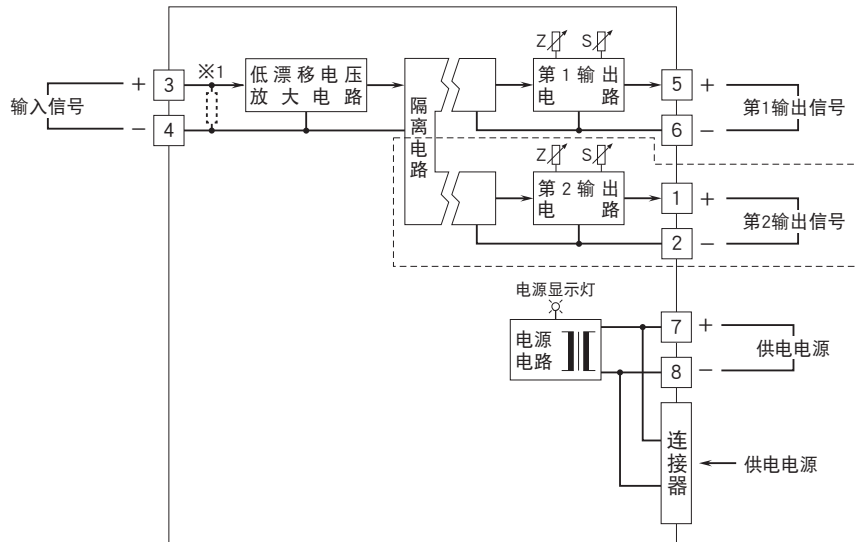 输入信号
+ 3 ※1
− 4
低漂移电压
放大电路
隔离电路
Z S
第1输出
电 路
5 +
6 −
第1输出信号
Z S
第2输出
电 路
1 +
2 −
第2输出信号
电源显示灯
电源
电路
7 +
8 −
供电电源
连接器
供电电源